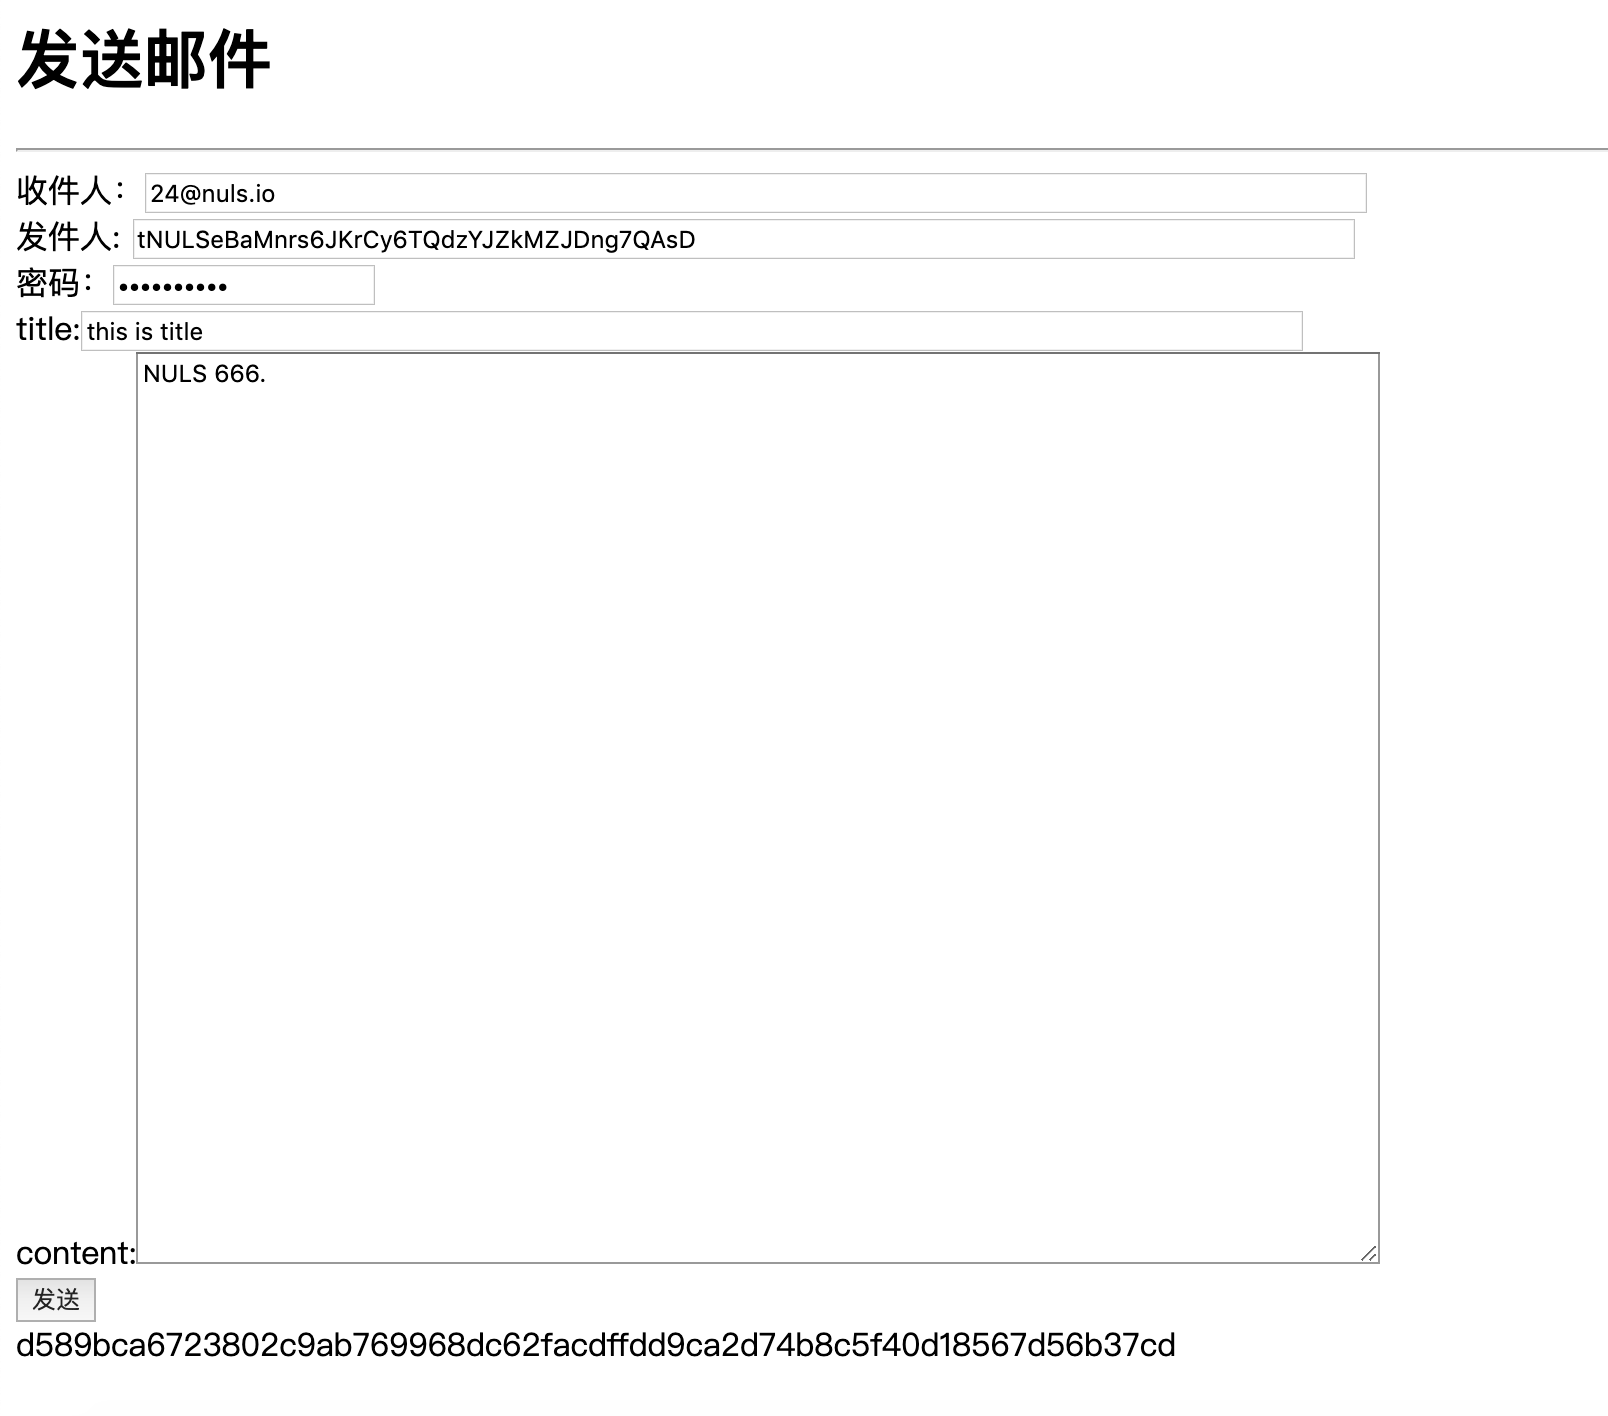 发送邮件
收件人： 24@nuls.io
发件人: tNULSeBaMnrs6JKrCy6TQdzYJZkMZJDng7QAsD
密码： ••••••••••
title: this is title
NULS 666.
content:
发送
d589bca6723802c9ab769968dc62facdffdd9ca2d74b8c5f40d18567d56b37cd